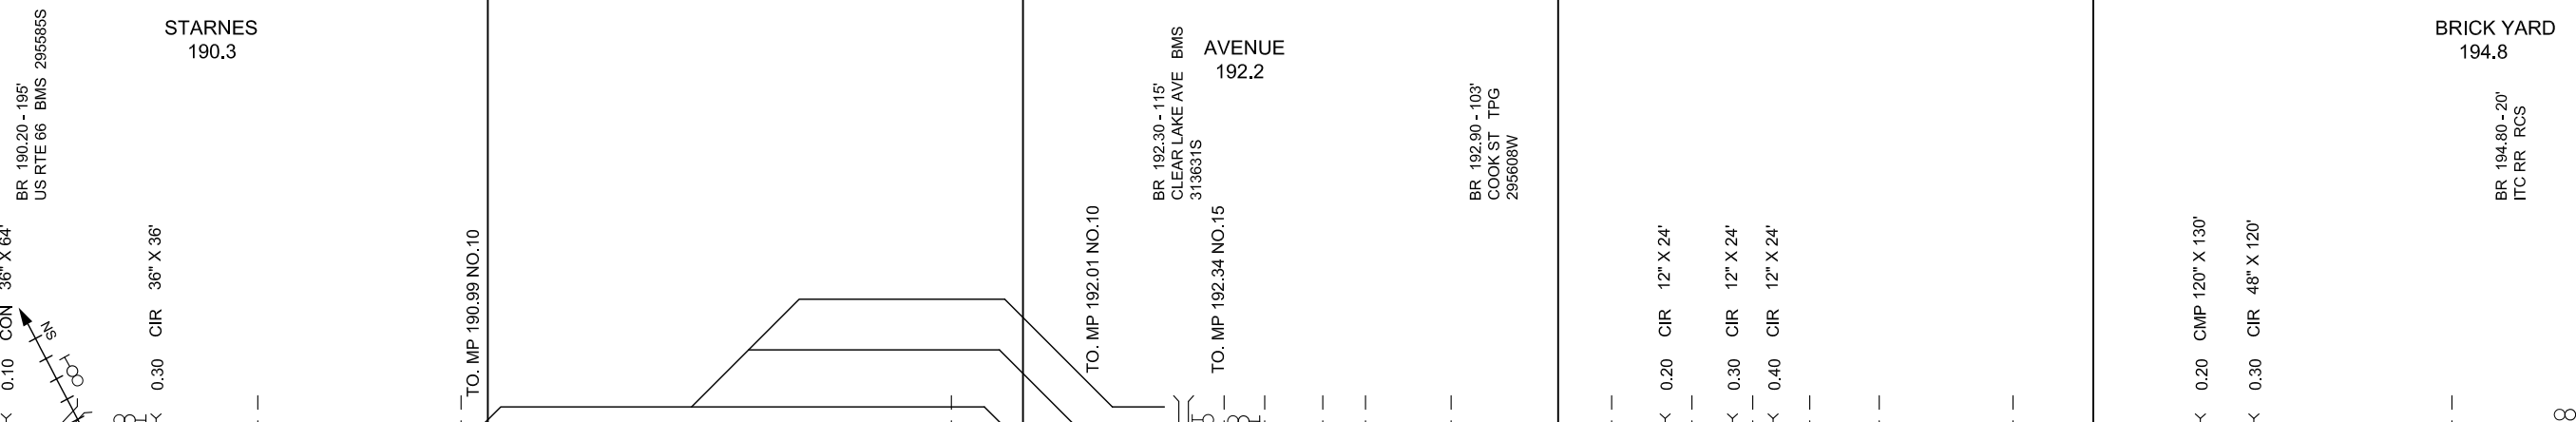 STARNES
190.3
BR 190.20 - 195'
US RTE 66 BMS 295585S
0.10 CON 36" X 64'
NS
0.30 CIR 36" X 36'
TO. MP 190.99 NO.10
AVENUE
192.2
TO. MP 192.01 NO.10
BR 192.30 - 115'
CLEAR LAKE AVE BMS
313631S
TO. MP 192.34 NO.15
BR 192.90 - 103'
COOK ST TPG
295608W
0.20 CIR 12" X 24'
0.30 CIR 12" X 24'
0.40 CIR 12" X 24'
0.20 CMP 120" X 130'
0.30 CIR 48" X 120'
BRICK YARD
194.8
BR 194.80 - 20'
ITC RR RCS